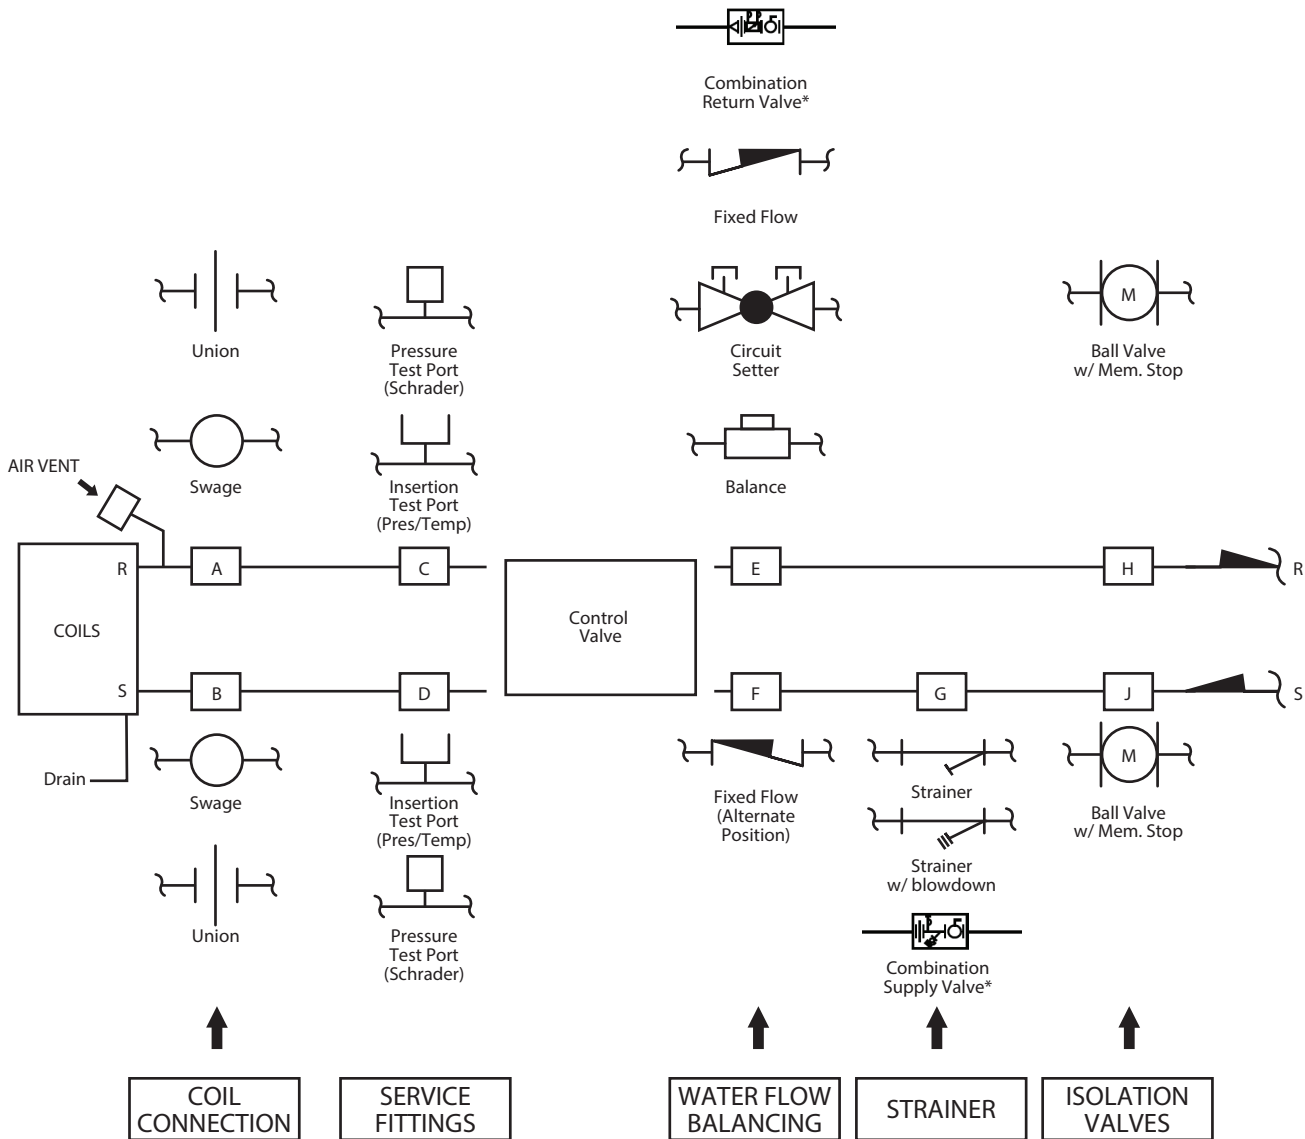 Combination
Return Valve*
Fixed Flow
Union
Pressure
Test Port
(Schrader)
Circuit
Setter
M
Ball Valve
w/ Mem. Stop
AIR VENT
Swage
Insertion
Test Port
(Pres/Temp)
Balance
COILS
R
A
C
Control
Valve
E
H
R
S
B
D
F
G
J
S
Drain
Swage
Insertion
Test Port
(Pres/Temp)
Fixed Flow
(Alternate
Position)
Strainer
M
Ball Valve
w/ Mem. Stop
Strainer
w/ blowdown
Union
Pressure
Test Port
(Schrader)
Combination
Supply Valve*
COIL
CONNECTION
SERVICE
FITTINGS
WATER FLOW
BALANCING
STRAINER
ISOLATION
VALVES